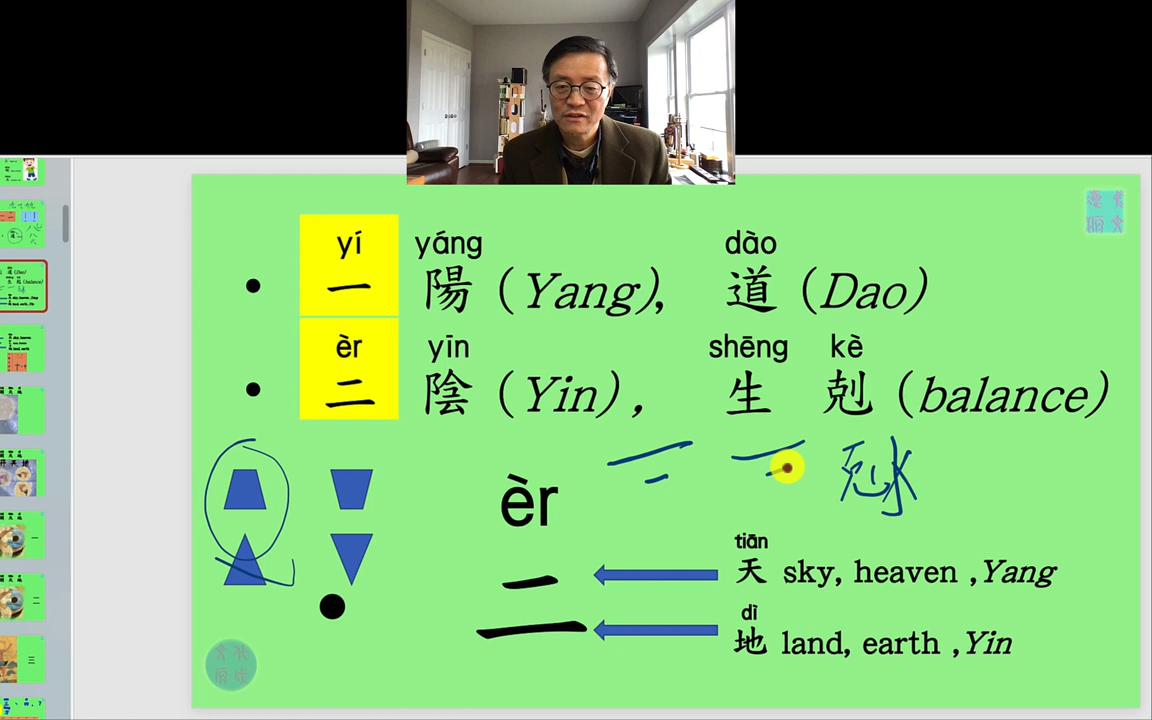 yí yáng dào
• 一 陽 (Yang), 道 (Dao)
èr yīn shēng kè
• 二 陰 (Yin), 生 剋 (balance)
èr
二
tiān
天 sky, heaven ,Yang
dì
地 land, earth ,Yin